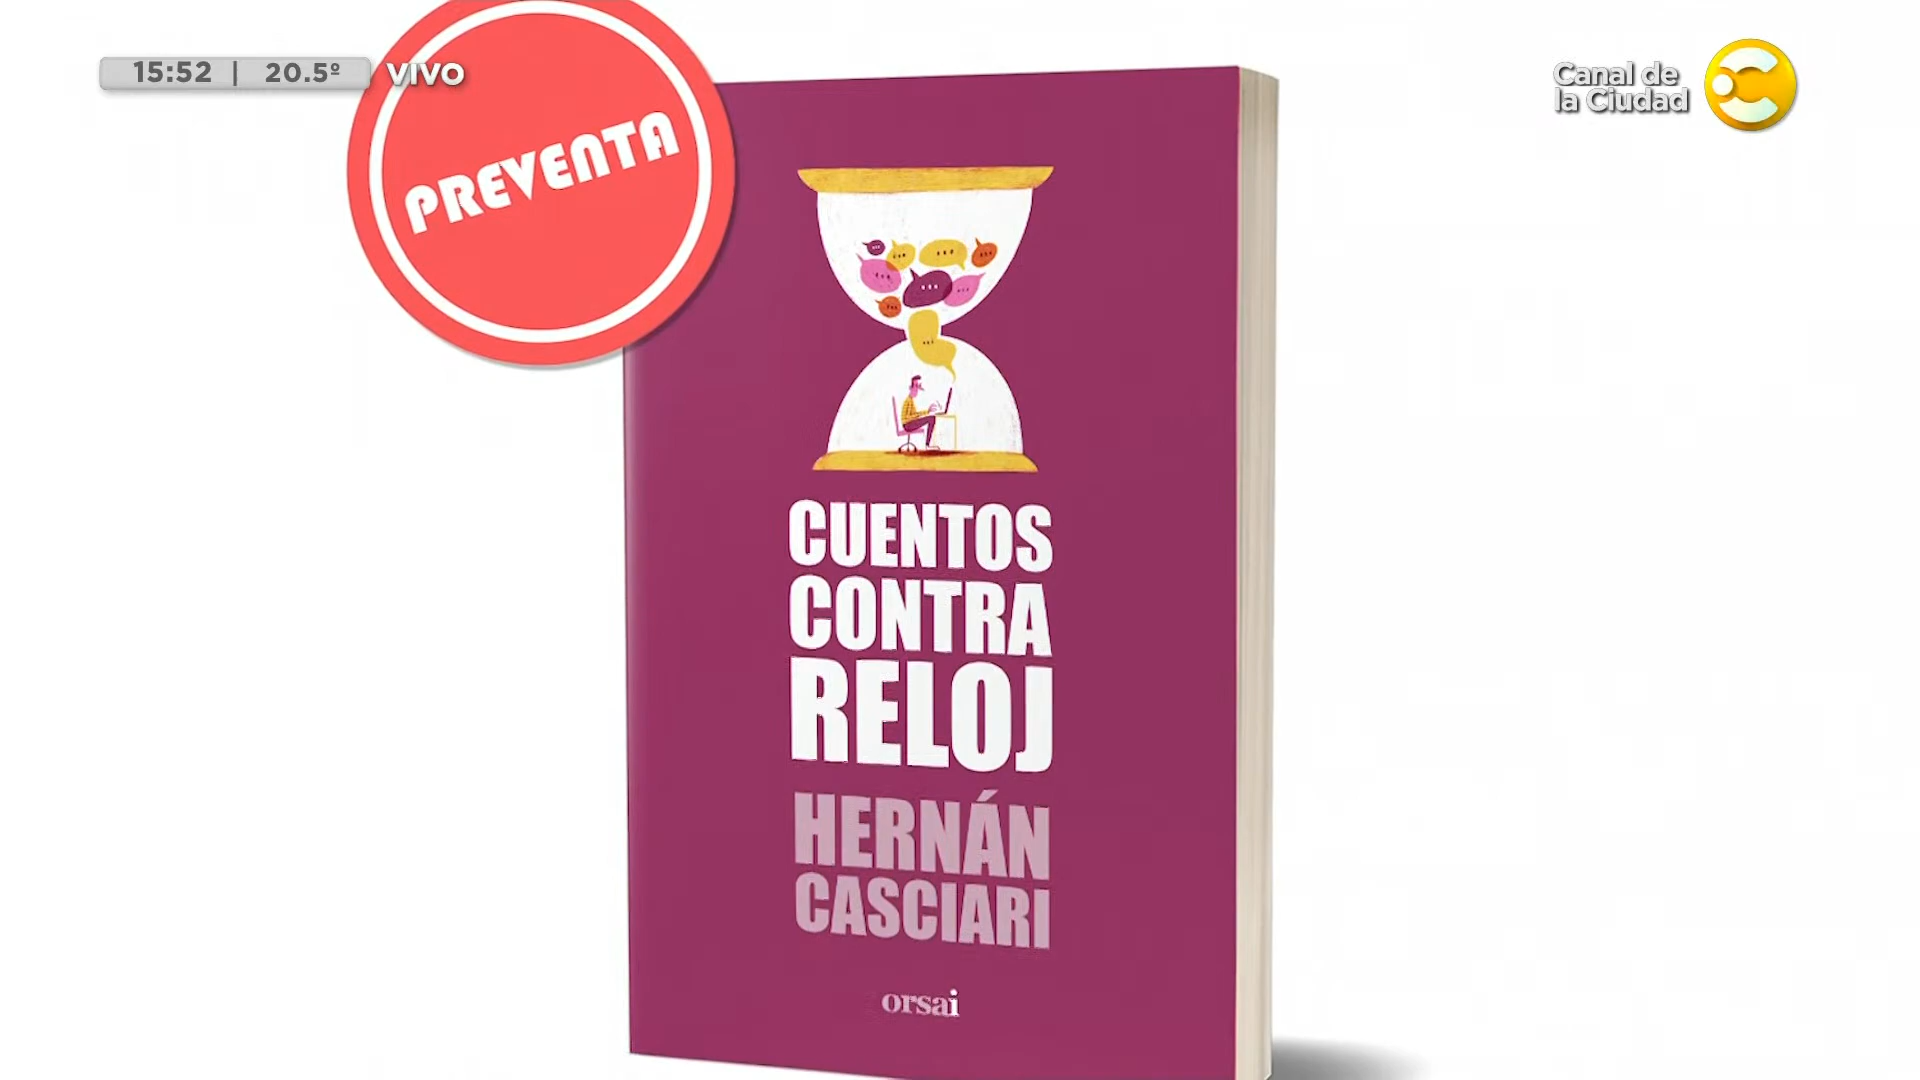 15:52 | 20.5º VIVO
Canal de
la Ciudad
PREVENTA
CUENTOS
CONTRA
RELOJ
HERNÁN
CASCIARI
orsai